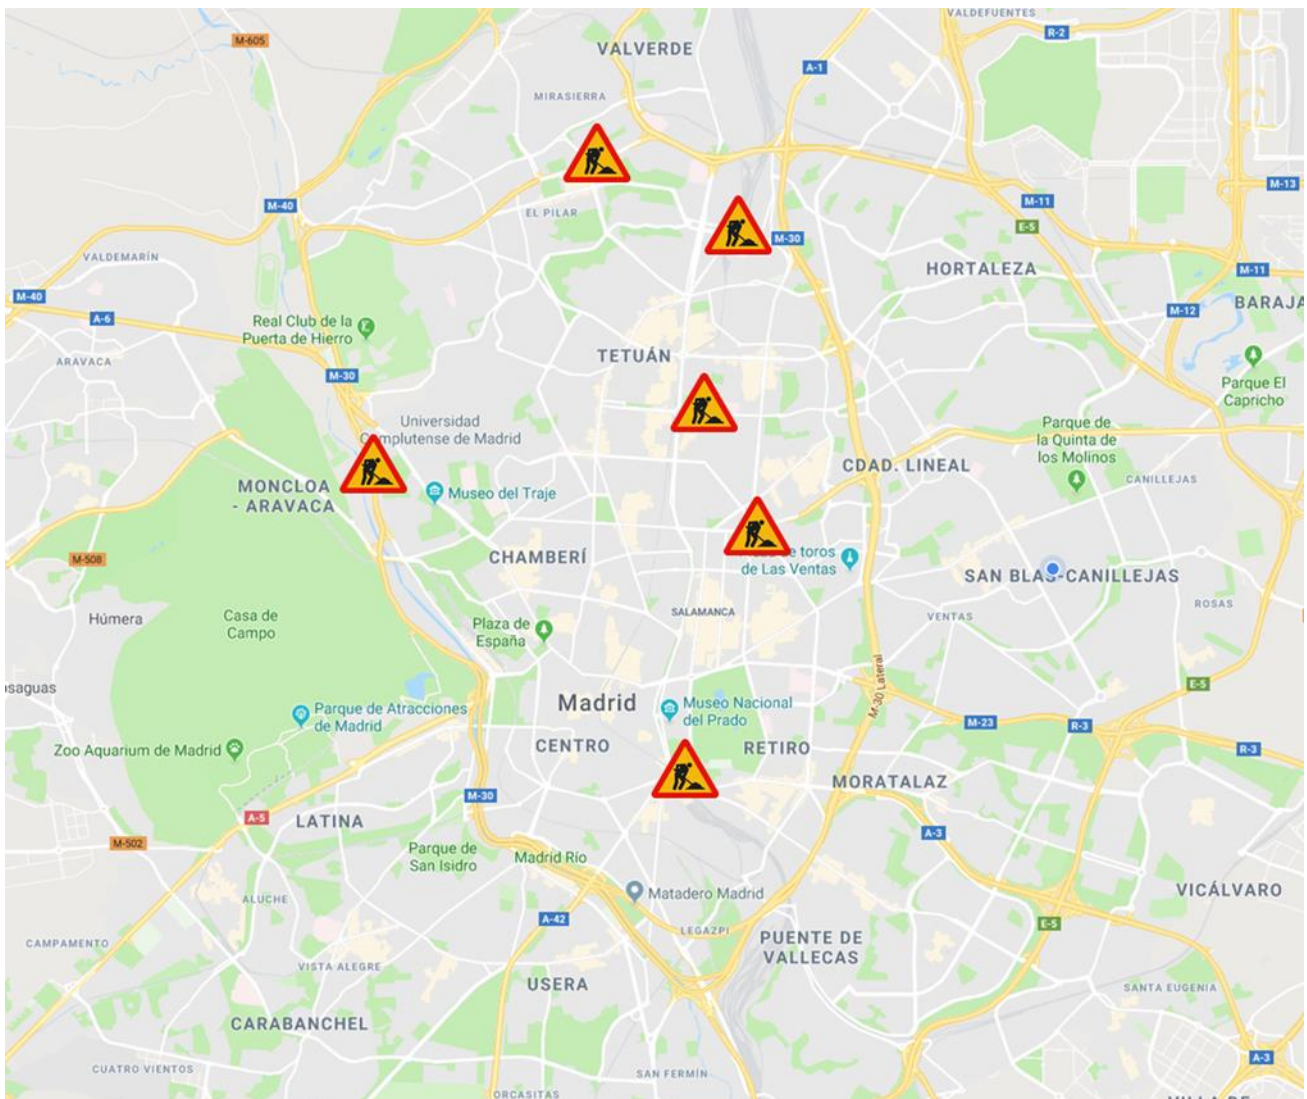 VALDEFUENTES
R-2
M-605
VALVERDE
A-1
MIRASIERRA
M-13
M-11
M-40
EL PILAR
E-5
M-30
VALDEMARÍN
HORTALEZA
M-11
M-40
BARAJA
A-6
M-12
Real Club de la
Puerta de Hierro
TETUÁN
ARAVACA
M-30
Parque El
Capricho
Universidad
Complutense de Madrid
Parque de
la Quinta de
los Molinos
CDAD. LINEAL
CANILLEJAS
MONCLOA
- ARAVACA
Museo del Traje
M-508
CHAMBERÍ
de toros
de Las Ventas
SAN BLAS-CANILLEJAS
ROSAS
Húmera
Casa de
Campo
Plaza de
España
SALAMANCA
VENTAS
osaguas
M-30 Lateral
E-5
Parque de Atracciones
de Madrid
Madrid
Museo Nacional
del Prado
M-23
R-3
Zoo Aquarium de Madrid
CENTRO
RETIRO
R-3
MORATALAZ
M-30
A-5
LATINA
A-3
M-502
Parque de
San Isidro
Madrid Río
Matadero Madrid
VICÁLVARO
ALUCHE
A-42
LEGAZPI
E-5
CAMPAMENTO
PUENTE DE
VALLECAS
VISTA ALEGRE
USERA
SANTA EUGENIA
CARABANCHEL
A-3
CUATRO VIENTOS
SAN FERMÍN
ORCASITAS
VILLA DE